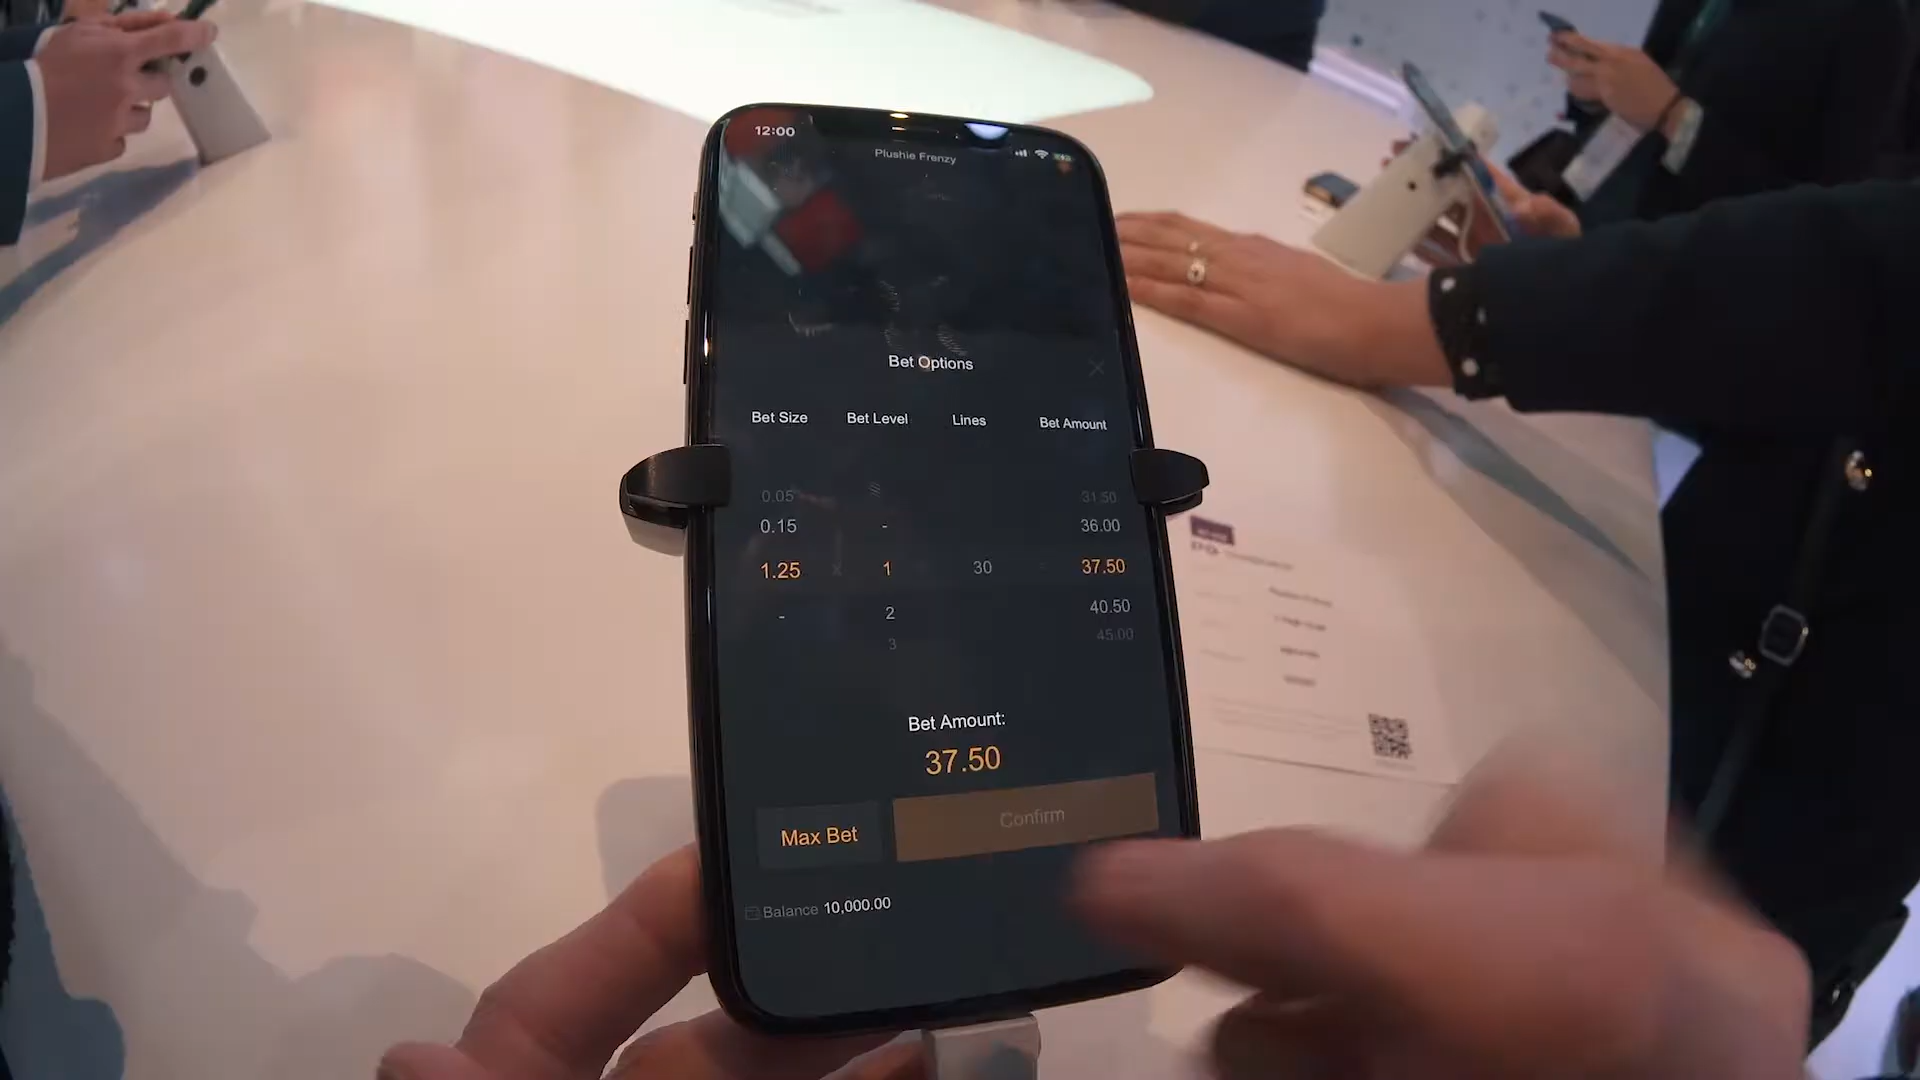 12:00
Plushie Frenzy
Bet Options
Bet Size Bet Level Lines Bet Amount
0.05 31.50
0.15 - 36.00
1.25 x 1 30 37.50
- 2 40.50
3 45.00
Bet Amount:
37.50
Max Bet Confirm
Balance 10,000.00